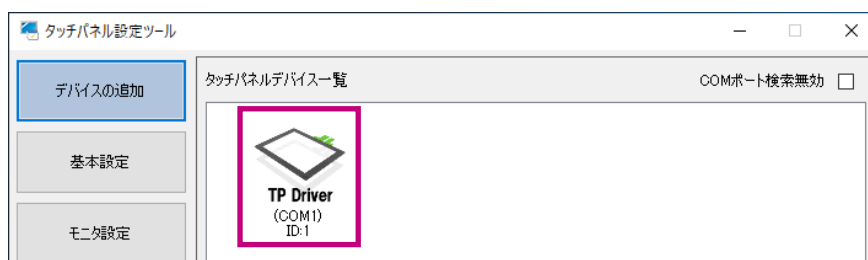 タッチパネル設定ツール
デバイスの追加
タッチパネルデバイス一覧
COMポート検索無効
基本設定
TP Driver
(COM1)
ID:1
モニタ設定